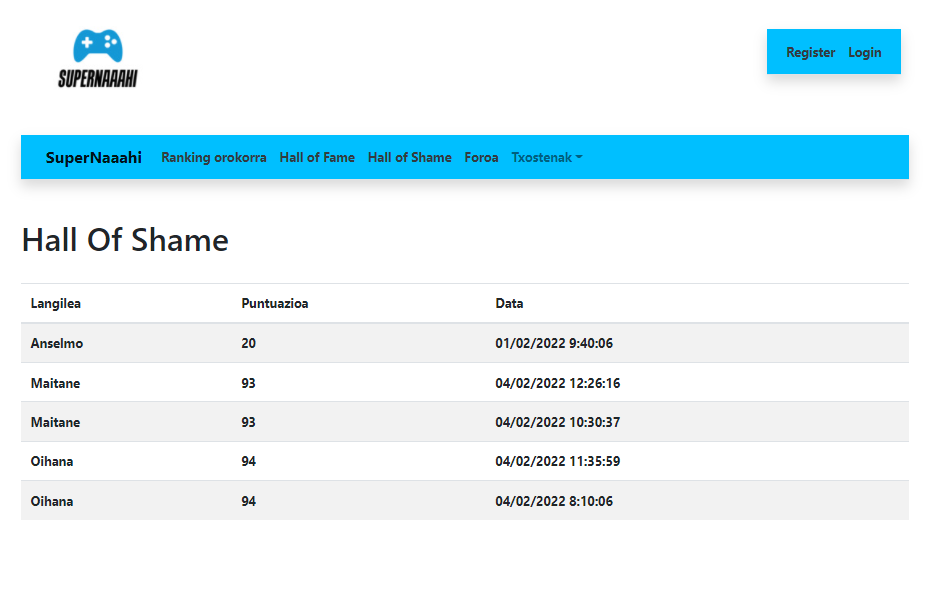 SUPERNAAAHI
Register Login
SuperNaaahi Ranking orokorra Hall of Fame Hall of Shame Foroa Txostenak
Hall Of Shame
Langilea Puntuazioa Data
Anselmo 20 01/02/2022 9:40:06
Maitane 93 04/02/2022 12:26:16
Maitane 93 04/02/2022 10:30:37
Oihana 94 04/02/2022 11:35:59
Oihana 94 04/02/2022 8:10:06